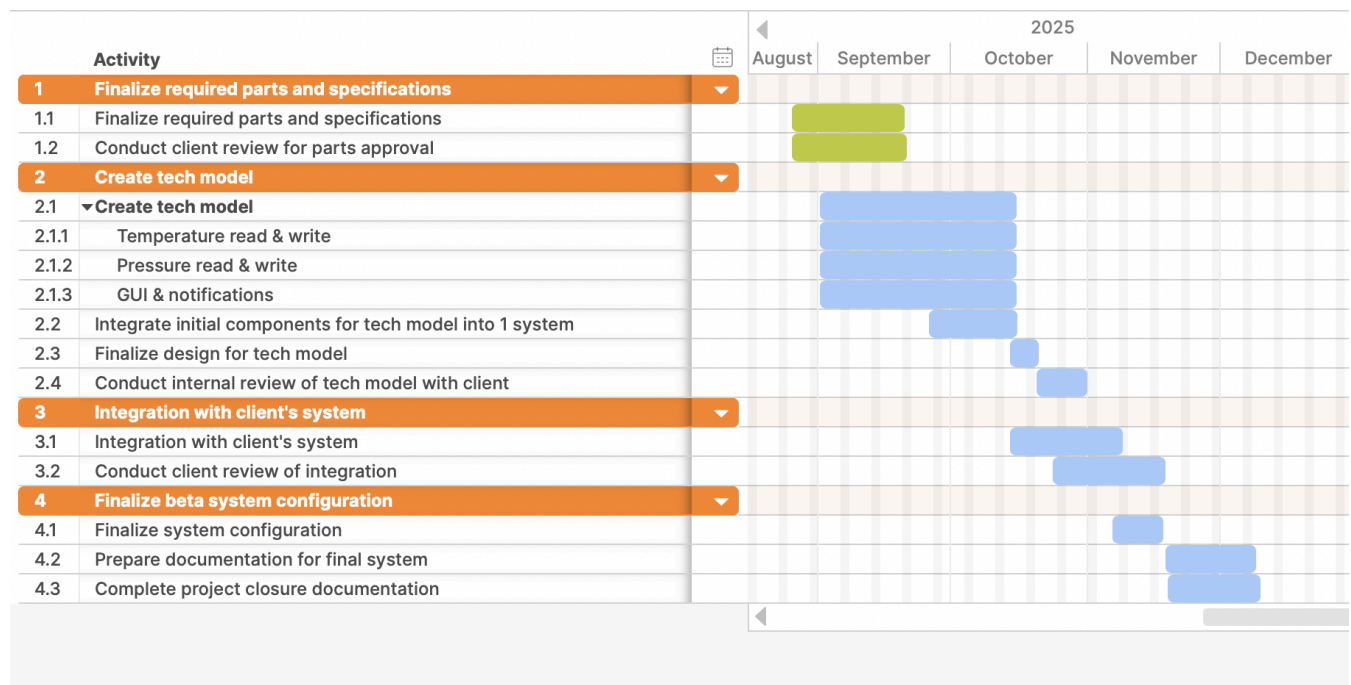 2025
Activity August September October November December
1 Finalize required parts and specifications
1.1 Finalize required parts and specifications
1.2 Conduct client review for parts approval
2 Create tech model
2.1 Create tech model
2.1.1 Temperature read & write
2.1.2 Pressure read & write
2.1.3 GUI & notifications
2.2 Integrate initial components for tech model into 1 system
2.3 Finalize design for tech model
2.4 Conduct internal review of tech model with client
3 Integration with client's system
3.1 Integration with client's system
3.2 Conduct client review of integration
4 Finalize beta system configuration
4.1 Finalize system configuration
4.2 Prepare documentation for final system
4.3 Complete project closure documentation